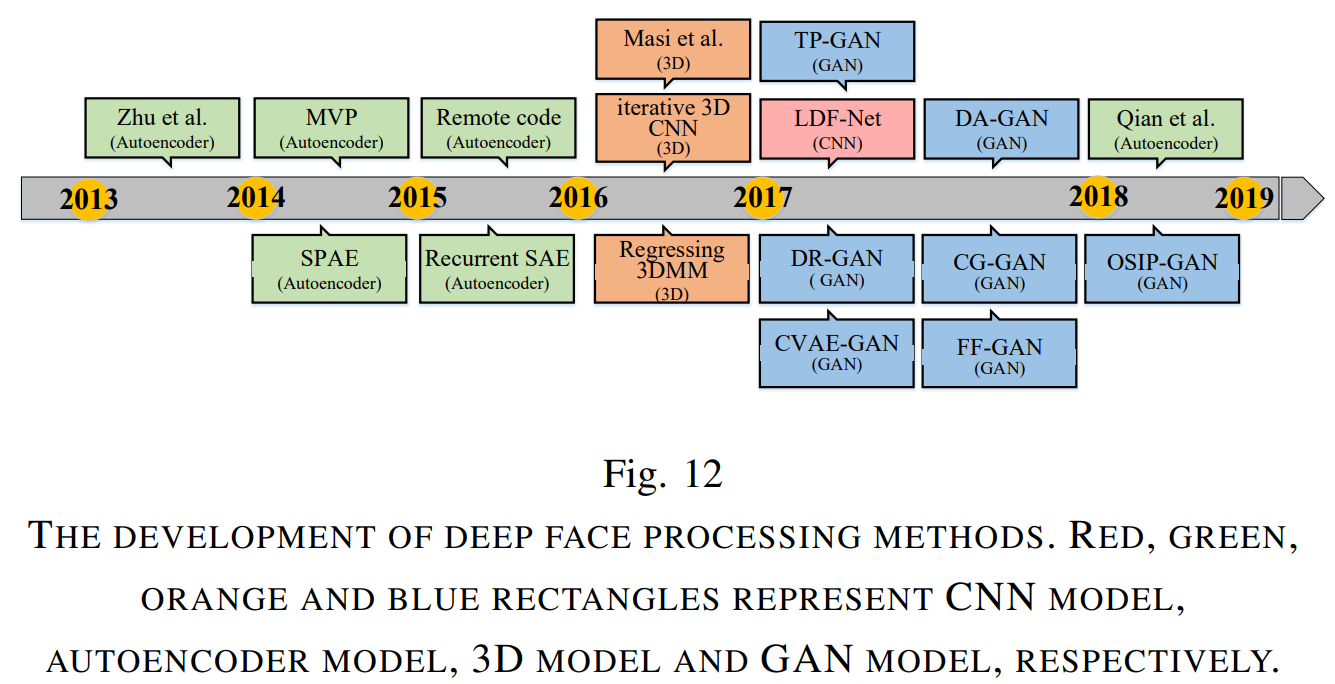 Masi et al.
(3D)
TP-GAN
(GAN)
Zhu et al.
(Autoencoder)
MVP
(Autoencoder)
Remote code
(Autoencoder)
iterative 3D
CNN
(3D)
LDF-Net
(CNN)
DA-GAN
(GAN)
Qian et al.
(Autoencoder)
2013
2014
2015
2016
2017
2018
2019
SPAE
(Autoencoder)
Recurrent SAE
(Autoencoder)
Regressing
3DMM
(3D)
DR-GAN
( GAN)
CG-GAN
(GAN)
OSIP-GAN
(GAN)
CVAE-GAN
(GAN)
FF-GAN
(GAN)
Fig. 12
THE DEVELOPMENT OF DEEP FACE PROCESSING METHODS. RED, GREEN,
ORANGE AND BLUE RECTANGLES REPRESENT CNN MODEL,
AUTOENCODER MODEL, 3D MODEL AND GAN MODEL, RESPECTIVELY.